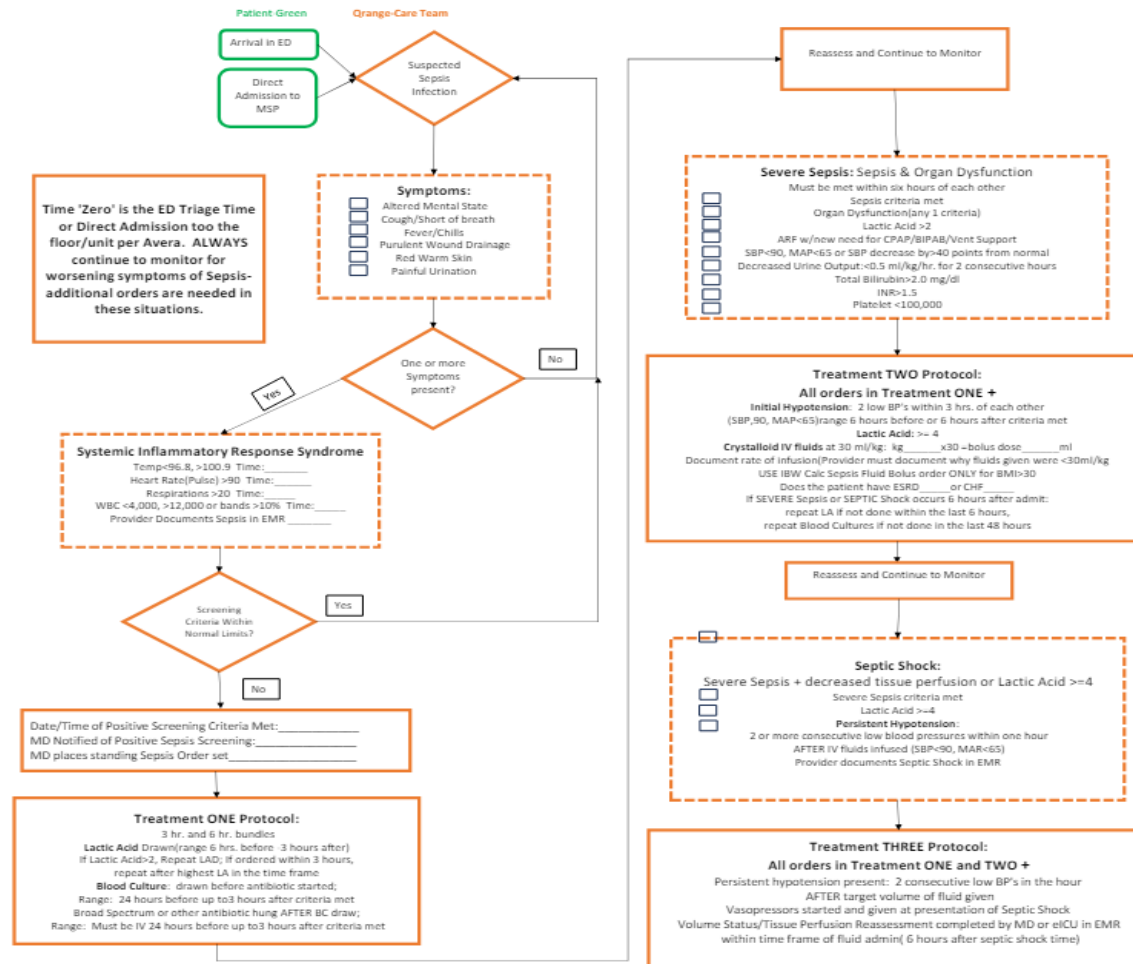 Patient-Green
Qrange-Care Team
Arrival in ED
Direct
Admission to
MSP
Suspected
Sepsis
Infection
Time 'Zero' is the ED Triage Time
or Direct Admission too the
floor/unit per Avera. ALWAYS
continue to monitor for
worsening symptoms of Sepsis-
additional orders are needed in
these situations.
Symptoms:
Altered Mental State
Cough/Short of breath
Fever/Chills
Purulent Wound Drainage
Red Warm Skin
Painful Urination
One or more
Symptoms
present?
No
Yes
Systemic Inflammatory Response Syndrome
Temp<96.8, >100.9 Time:______
Heart Rate(Pulse) >90 Time:______
Respirations >20 Time:_____
WBC <4,000, >12,000 or bands >10% Time:_____
Provider Documents Sepsis in EMR _______
Screening
Criteria Within
Normal Limits?
Yes
No
Date/Time of Positive Screening Criteria Met:_____________
MD Notified of Positive Sepsis Screening:________________
MD places standing Sepsis Order set____________________
Treatment ONE Protocol:
3 hr. and 6 hr. bundles
Lactic Acid Drawn(range 6 hrs. before -3 hours after)
If Lactic Acid>2, Repeat LAD; If ordered within 3 hours,
repeat after highest LA in the time frame
Blood Culture: drawn before antibiotic started;
Range: 24 hours before up to3 hours after criteria met
Broad Spectrum or other antibiotic hung AFTER BC draw;
Range: Must be IV 24 hours before up to3 hours after criteria met
Reassess and Continue to Monitor
Severe Sepsis: Sepsis & Organ Dysfunction
Must be met within six hours of each other
Sepsis criteria met
Organ Dysfunction(any 1 criteria)
Lactic Acid >2
ARF w/new need for CPAP/BIPAB/Vent Support
SBP<90, MAP<65 or SBP decrease by>40 points from normal
Decreased Urine Output:<0.5 ml/kg/hr. for 2 consecutive hours
Total Bilirubin>2.0 mg/dl
INR>1.5
Platelet <100,000
Treatment TWO Protocol:
All orders in Treatment ONE +
Initial Hypotension: 2 low BP's within 3 hrs. of each other
(SBP,90, MAP<65)range 6 hours before or 6 hours after criteria met
Lactic Acid: >= 4
Crystalloid IV fluids at 30 ml/kg: kg______x30 =bolus dose______ml
Document rate of infusion(Provider must document why fluids given were <30ml/kg
USE IBW Calc Sepsis Fluid Bolus order ONLY for BMI>30
Does the patient have ESRD_____ or CHF_____
If SEVERE Sepsis or SEPTIC Shock occurs 6 hours after admit:
repeat LA if not done within the last 6 hours,
repeat Blood Cultures if not done in the last 48 hours
Reassess and Continue to Monitor
Septic Shock:
Severe Sepsis + decreased tissue perfusion or Lactic Acid >=4
Severe Sepsis criteria met
Lactic Acid >=4
Persistent Hypotension:
2 or more consecutive low blood pressures within one hour
AFTER IV fluids infused (SBP<90, MAR<65)
Provider documents Septic Shock in EMR
Treatment THREE Protocol:
All orders in Treatment ONE and TWO +
Persistent hypotension present: 2 consecutive low BP's in the hour
AFTER target volume of fluid given
Vasopressors started and given at presentation of Septic Shock
Volume Status/Tissue Perfusion Reassessment completed by MD or eICU in EMR
within time frame of fluid admin( 6 hours after septic shock time)